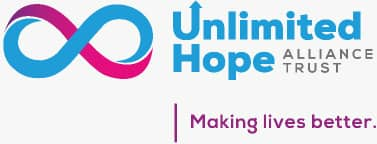 Unlimited
Hope ALLIANCE
TRUST
Making lives better.